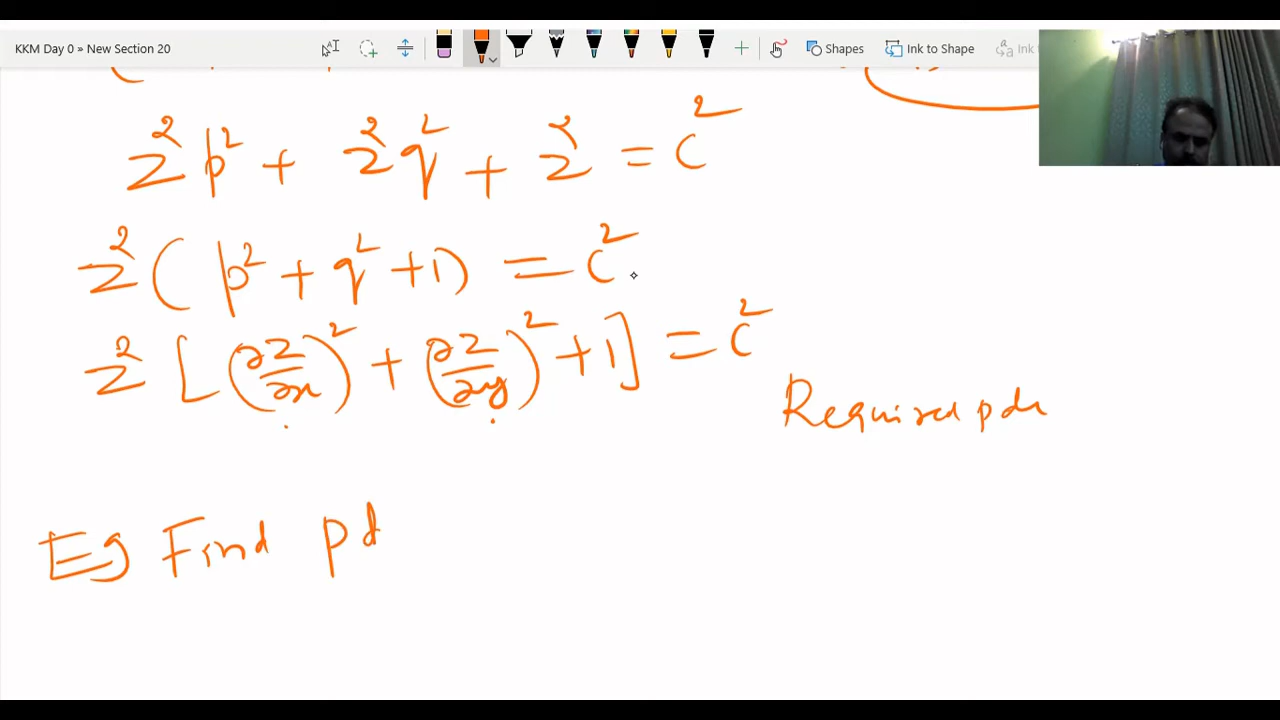 KKM Day 0 » New Section 20
Shapes
Ink to Shape
z²p² + z²q² + z² = c²
z²(p² + q² + 1) = c²
z²[(∂z/∂x)² + (∂z/∂y)² + 1] = c²
Required pde
Eg Find pd